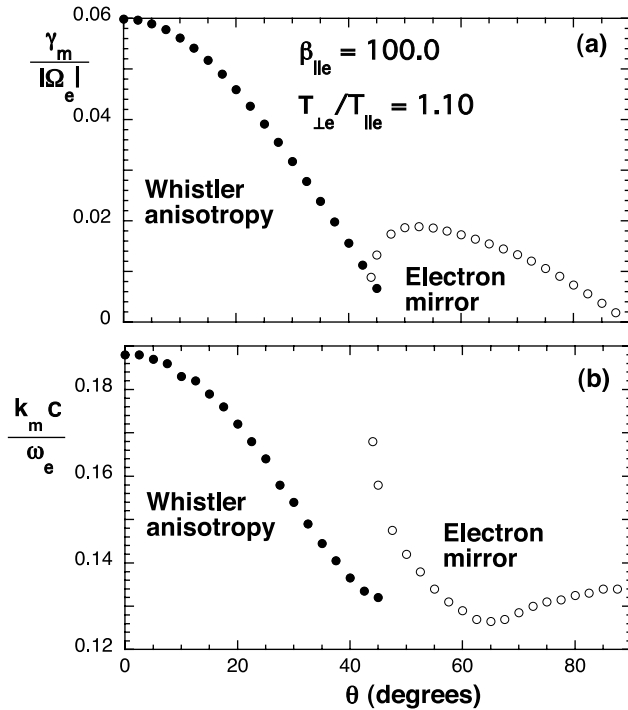 0.06
γm
|Ωe|
0.04
0.02
0
(a)
β||e = 100.0
T⊥e/T||e = 1.10
Whistler
anisotropy
Electron
mirror
0.18
km c
ωe
0.16
0.14
0.12
(b)
Whistler
anisotropy
Electron
mirror
0 20 40 60 80
θ (degrees)